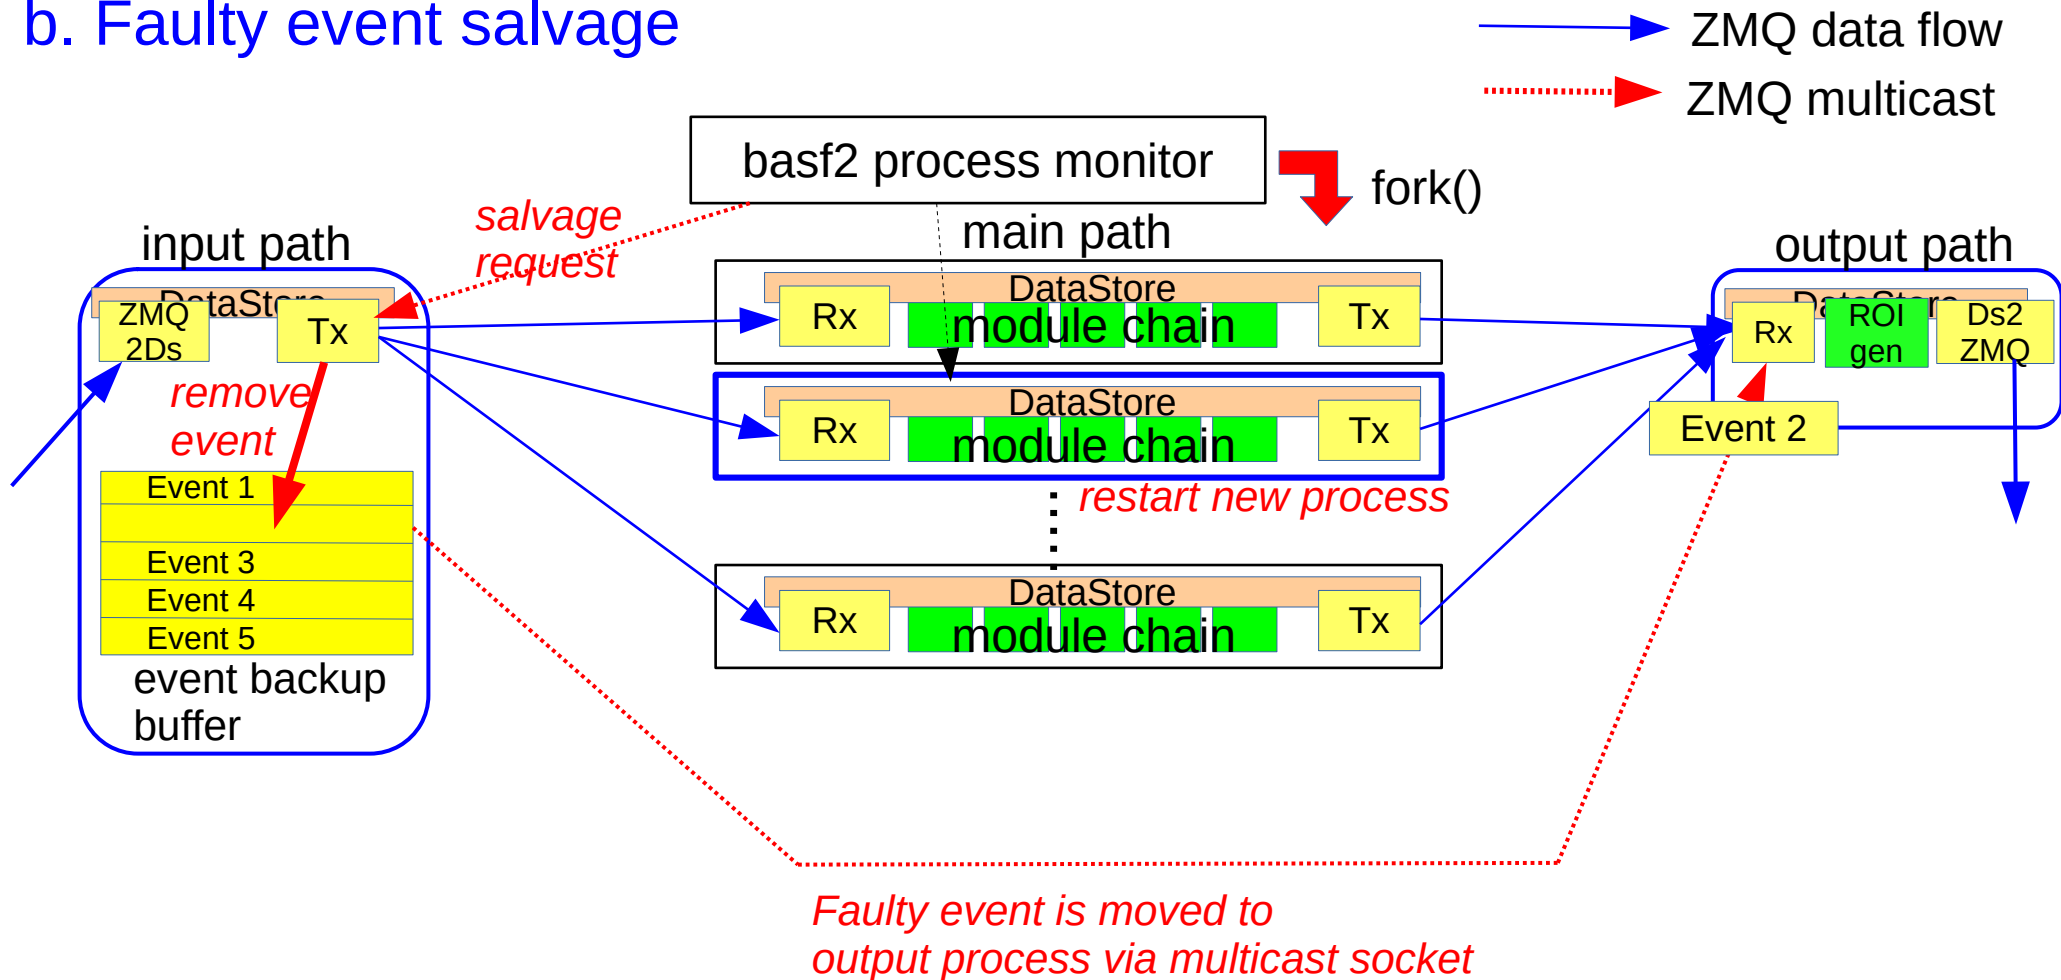 b. Faulty event salvage
ZMQ data flow
ZMQ multicast
basf2 process monitor
fork()
salvage
request
input path
main path
output path
DataStore
ZMQ
2Ds
Tx
remove
event
Event 1
Event 3
Event 4
Event 5
event backup
buffer
DataStore
Rx
module chain
Tx
DataStore
Rx
module chain
Tx
restart new process
DataStore
Rx
module chain
Tx
DataStore
Rx
ROI
gen
Ds2
ZMQ
Event 2
Faulty event is moved to
output process via multicast socket